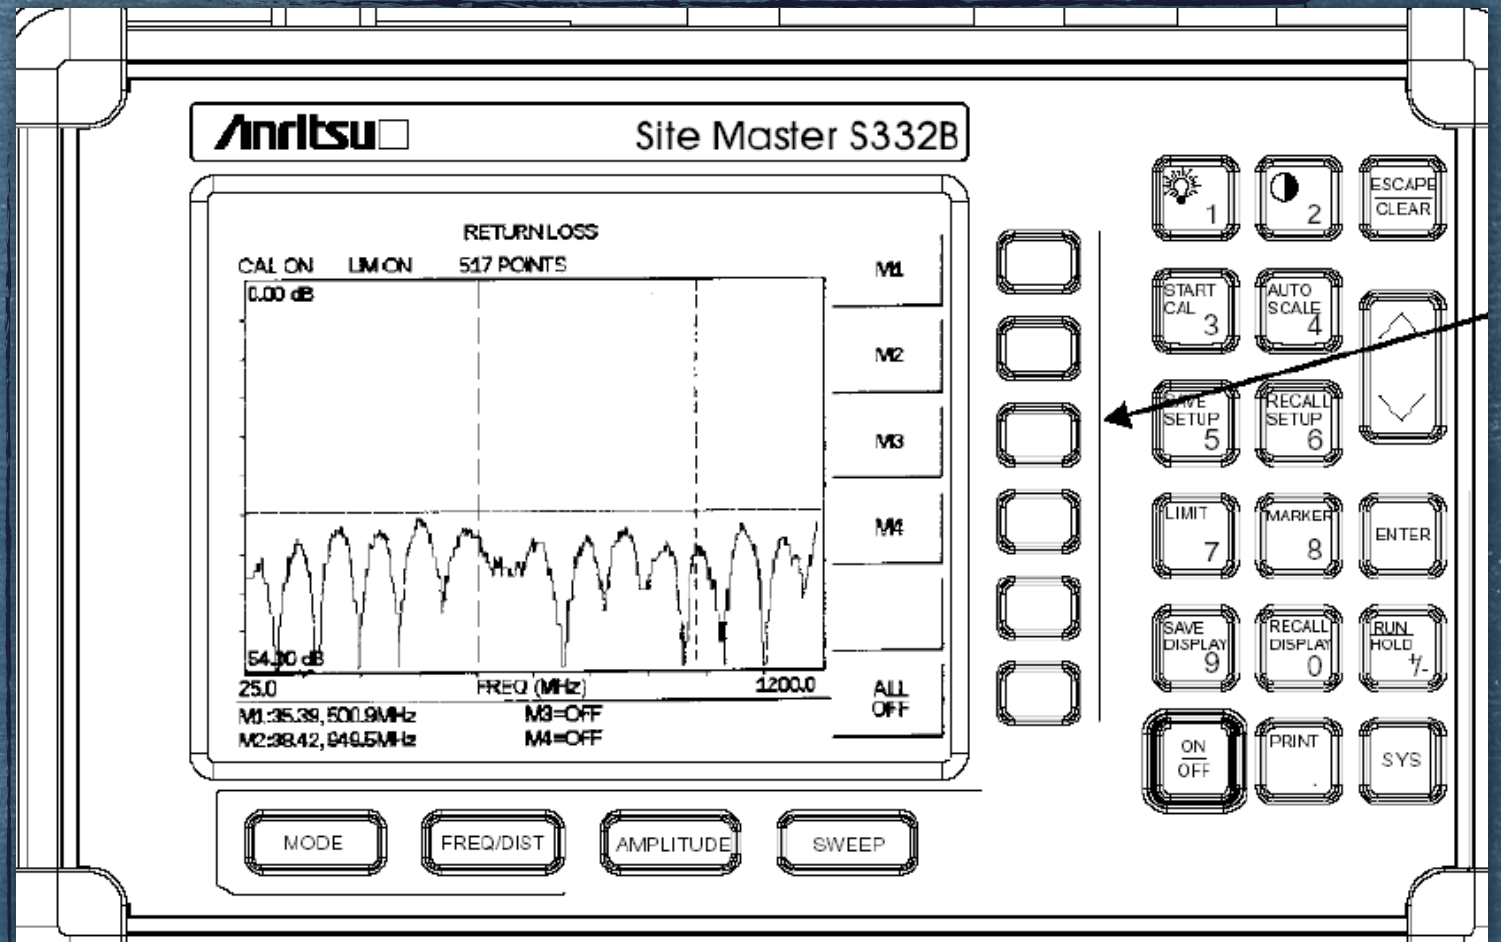 Anritsu
Site Master S332B
RETURN LOSS
CAL ON LIM ON 517 POINTS
0.00 dB
54.00 dB
25.0 FREQ (MHz) 1200.0
M1:35.39, 500.9MHz M3=OFF
M2:38.42, 949.5MHz M4=OFF
M1
M2
M3
M4
ALL
OFF
1
2
ESCAPE
CLEAR
START
CAL
3
AUTO
SCALE
4
SAVE
SETUP
5
RECALL
SETUP
6
LIMIT
7
MARKER
8
ENTER
SAVE
DISPLAY
9
RECALL
DISPLAY
0
RUN
HOLD
+/-
ON
OFF
PRINT
.
SYS
MODE
FREQ/DIST
AMPLITUDE
SWEEP